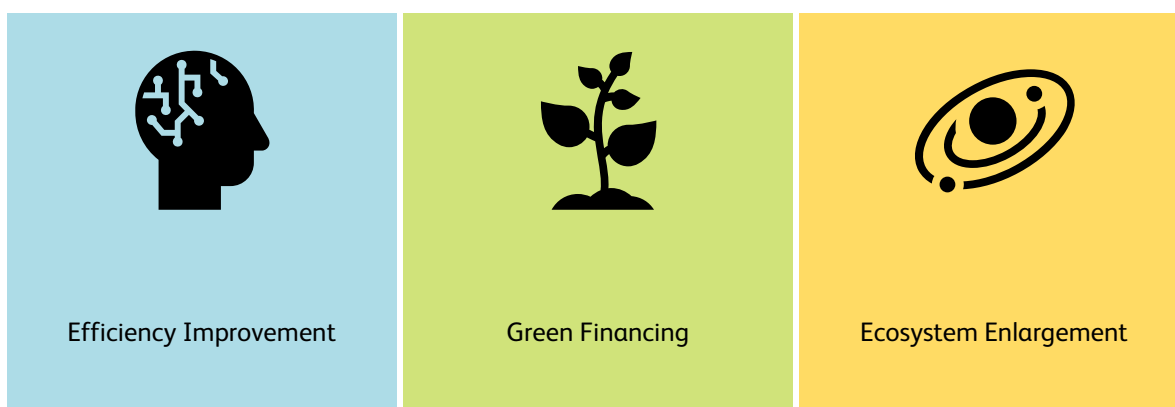 Efficiency Improvement
Green Financing
Ecosystem Enlargement